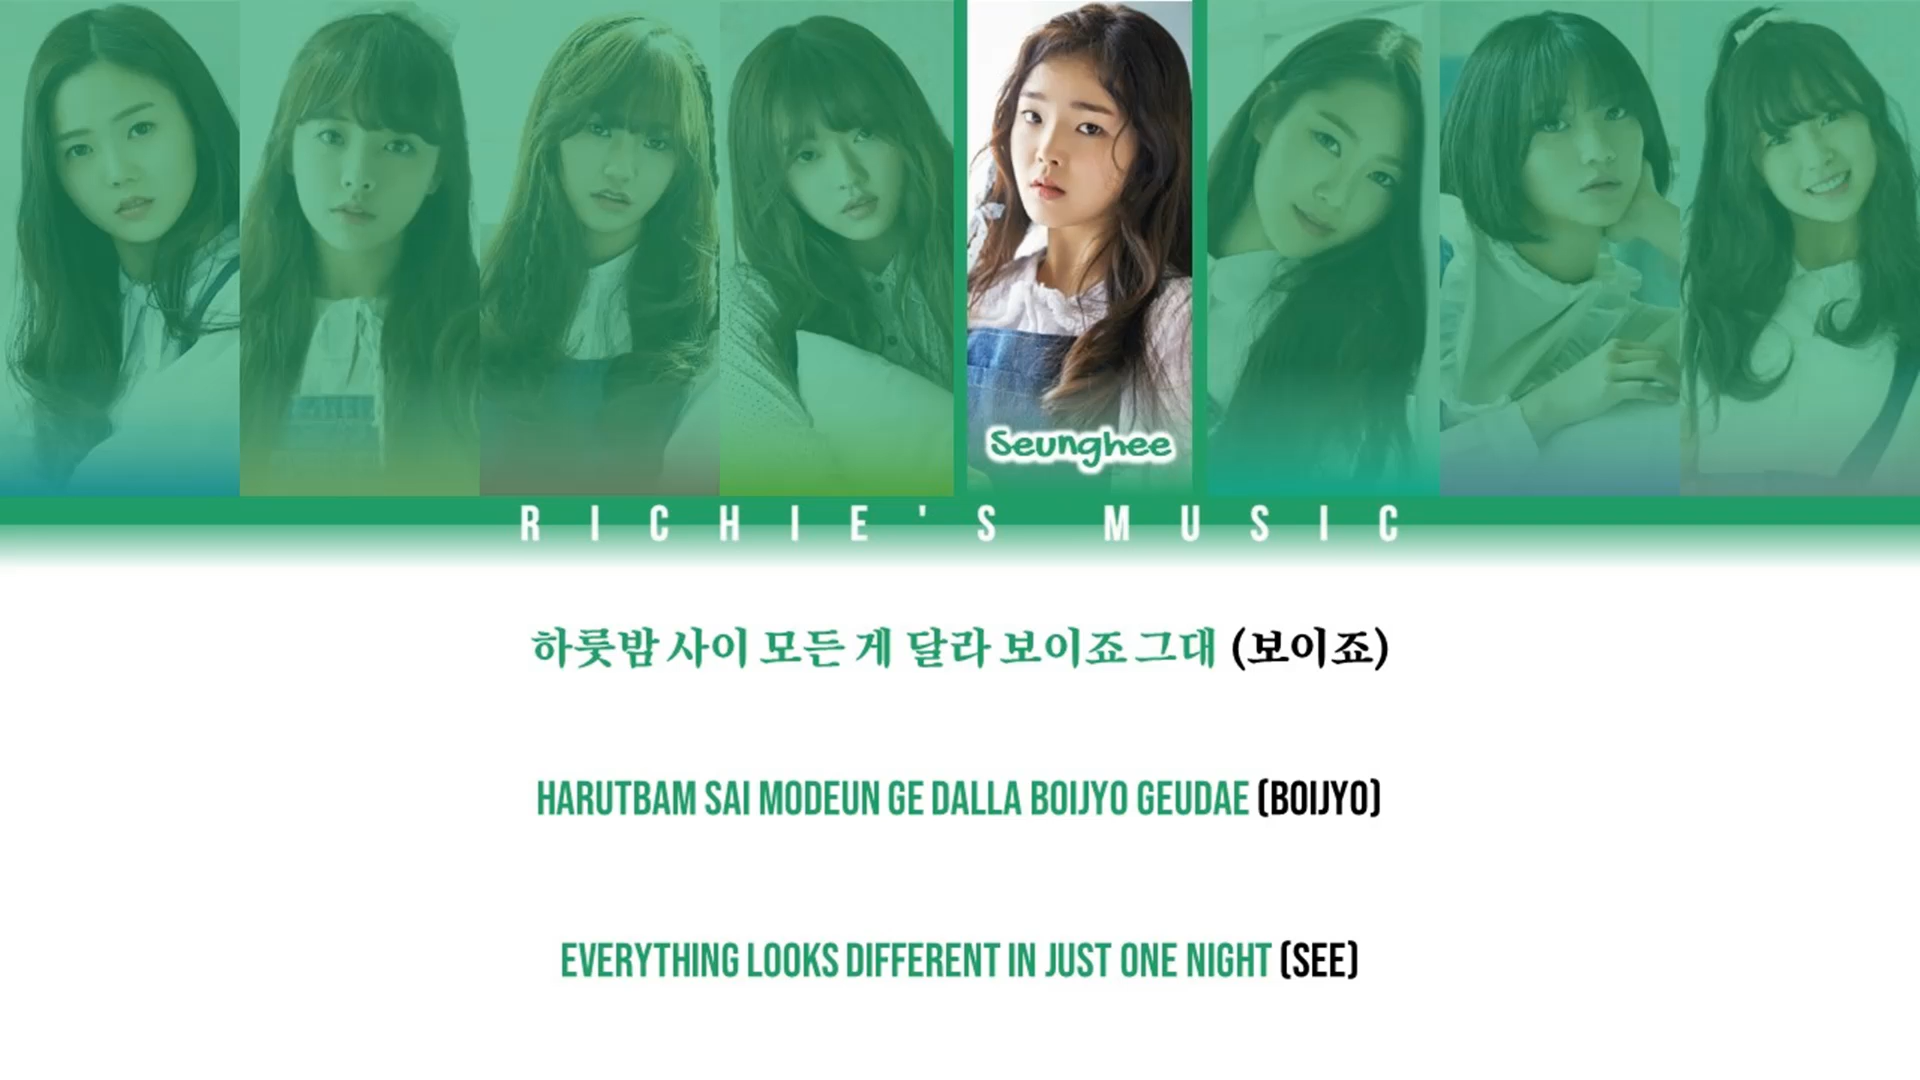 Seunghee
RICHIE'S MUSIC
하룻밤 사이 모든 게 달라 보이죠 그대 (보이죠)
HARUTBAM SAI MODEUN GE DALLA BOIJYO GEUDAE (BOIJYO)
EVERYTHING LOOKS DIFFERENT IN JUST ONE NIGHT (SEE)